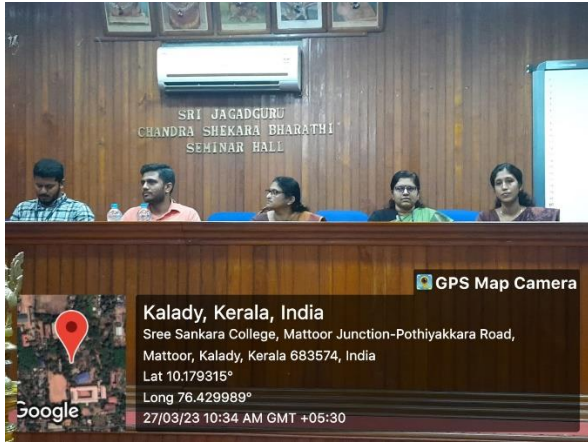 SRI JAGADGURU
CHANDRA SHEKARA BHARATHI
SEMINAR HALL
GPS Map Camera
Kalady, Kerala, India
Sree Sankara College, Mattoor Junction-Pothiyakkara Road,
Mattoor, Kalady, Kerala 683574, India
Lat 10.179315°
Long 76.429989°
27/03/23 10:34 AM GMT +05:30
Google